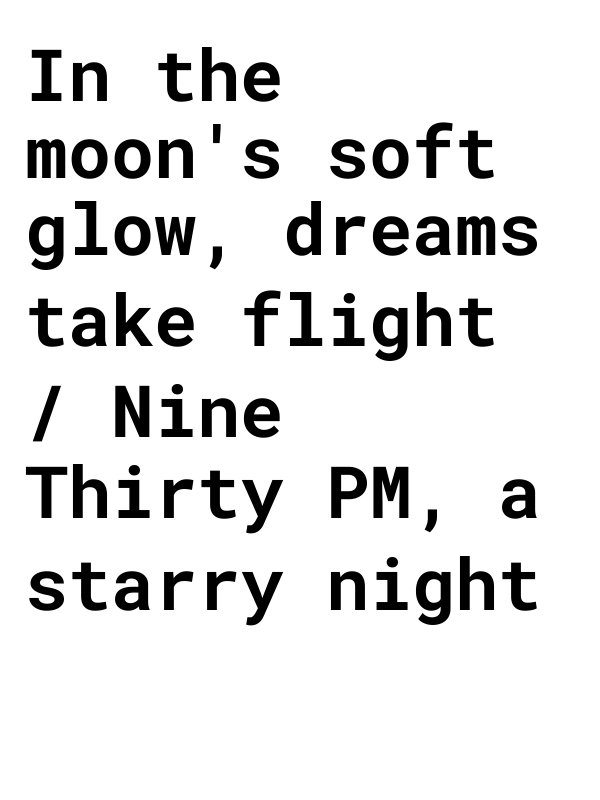 In the
moon's soft
glow, dreams
take flight
/ Nine
Thirty PM, a
starry night